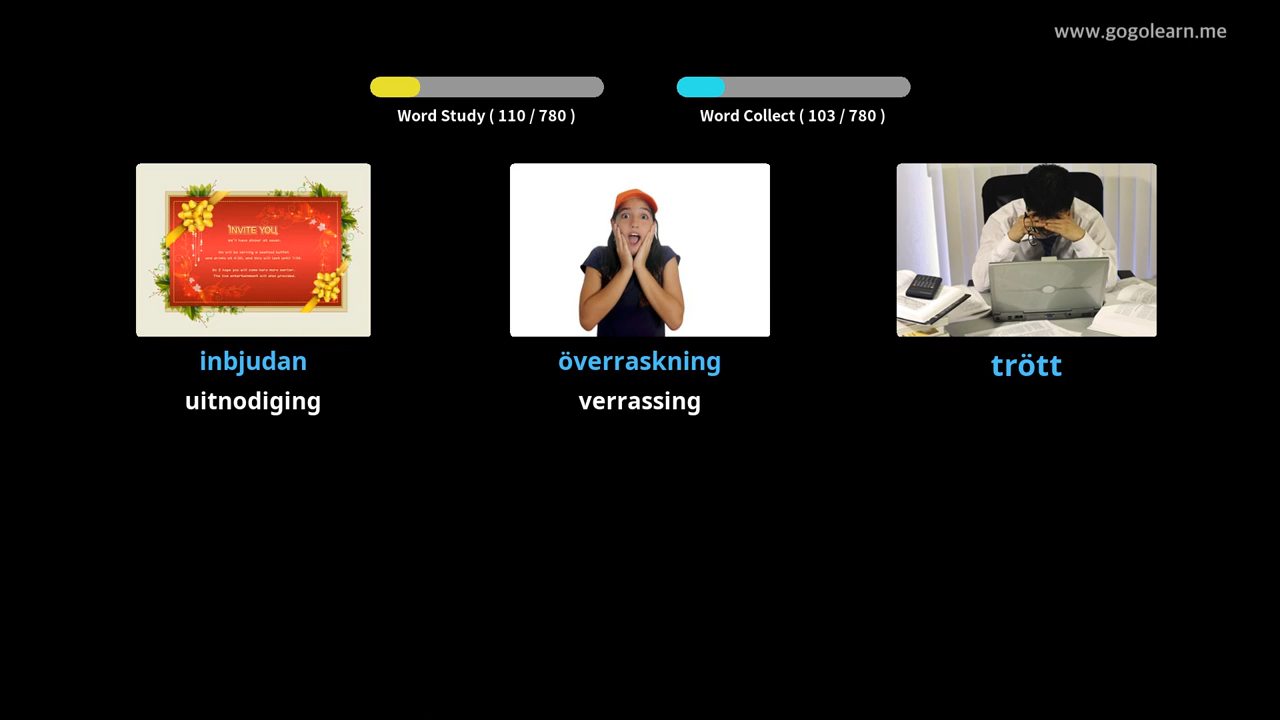 www.gogolearn.me
Word Study ( 110 / 780 )
Word Collect ( 103 / 780 )
INVITE YOU
inbjudan
överraskning
trött
uitnodiging
verrassing